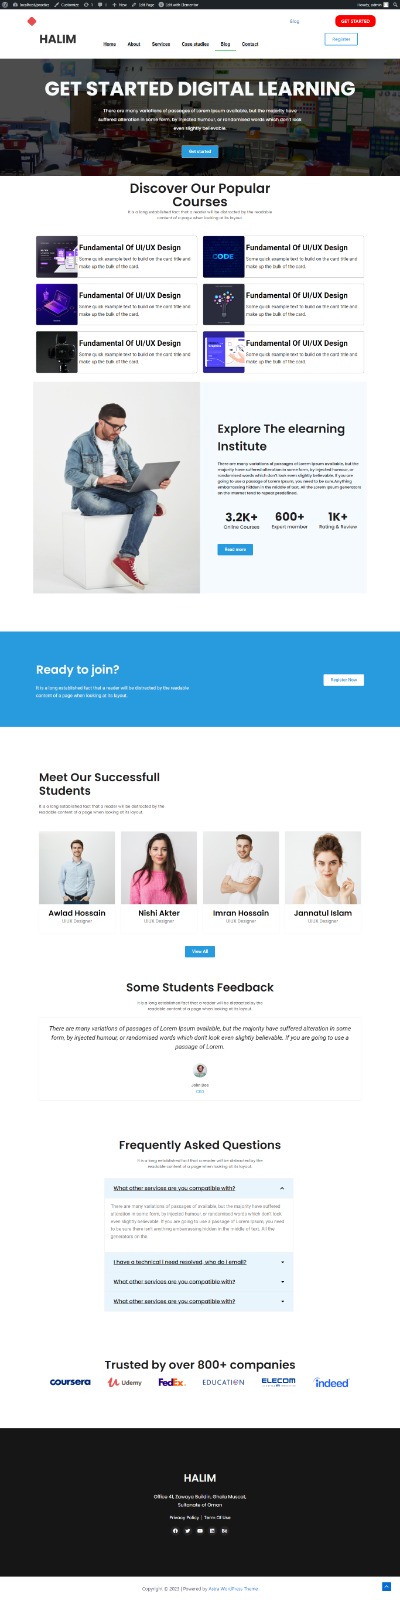 localhost/practice Customize 1 1 New Edit Page Edit with Elementor Howdy, admin
Blog
GET STARTED
HALIM
Home About Services Case studies Blog Contact
Register
GET STARTED DIGITAL LEARNING
There are many variations of passages of Lorem Ipsum available, but the majority have
suffered alteration in some form, by injected humour, or randomised words which don't look
even slightly believable.
Get started
Discover Our Popular
Courses
It is a long established fact that a reader will be distracted by the readable
content of a page when looking at its layout.
Fundamental Of UI/UX Design
Some quick example text to build on the card title and
make up the bulk of the card.
CODE
Fundamental Of UI/UX Design
Some quick example text to build on the card title and
make up the bulk of the card.
Fundamental Of UI/UX Design
Some quick example text to build on the card title and
make up the bulk of the card.
Fundamental Of UI/UX Design
Some quick example text to build on the card title and
make up the bulk of the card.
Fundamental Of UI/UX Design
Some quick example text to build on the card title and
make up the bulk of the card.
Fundamental Of UI/UX Design
Some quick example text to build on the card title and
make up the bulk of the card.
Explore The elearning
Institute
There are many variations of passages of Lorem Ipsum available, but the
majority have suffered alteration in some form, by injected humour, or
randomised words which don't look even slightly believable. If you are
going to use a passage of Lorem Ipsum, you need to be sure Anything
embarrassing hidden in the middle of text. All the Lorem Ipsum generators
on the Internet tend to repeat predefined.
3.2K+ 600+ 1K+
Online Courses Expert member Rating & Review
Read more
Ready to join?
It is a long established fact that a reader will be distracted by the readable
content of a page when looking at its layout.
Register Now
Meet Our Successfull
Students
It is a long established fact that a reader will be distracted by the
readable content of a page when looking at its layout.
Awlad Hossain Nishi Akter Imran Hossain Jannatul Islam
UI UX Designer UI UX Designer UI UX Designer UI UX Designer
View All
Some Students Feedback
It is a long established fact that a reader will be distracted by the
readable content of a page when looking at its layout.
There are many variations of passages of Lorem Ipsum available, but the majority have suffered alteration in some
form, by injected humour, or randomised words which don't look even slightly believable. If you are going to use a
passage of Lorem.
John doe
CEO
Frequently Asked Questions
It is a long established fact that a reader will be distracted by the
readable content of a page when looking at its layout.
What other services are you compatible with?
There are many variations of passages of Lorem Ipsum available, but the majority have suffered
alteration in some form, by injected humour, or randomised words which don't look
even slightly believable. If you are going to use a passage of Lorem Ipsum, you need
to be sure there isn't anything embarrassing hidden in the middle of text. All the
generators on the
I have a technical I need resolved, who do I email?
What other services are you compatible with?
What other services are you compatible with?
Trusted by over 800+ companies
coursera Udemy FedEx EDUCATION ELECOM indeed
HALIM
Office 41, Zawaya Buildin, Ghala Muscat,
Sultanate of Oman
Privacy Policy | Terms Of Use
Copyright © 2023 | Powered by Astra WordPress Theme